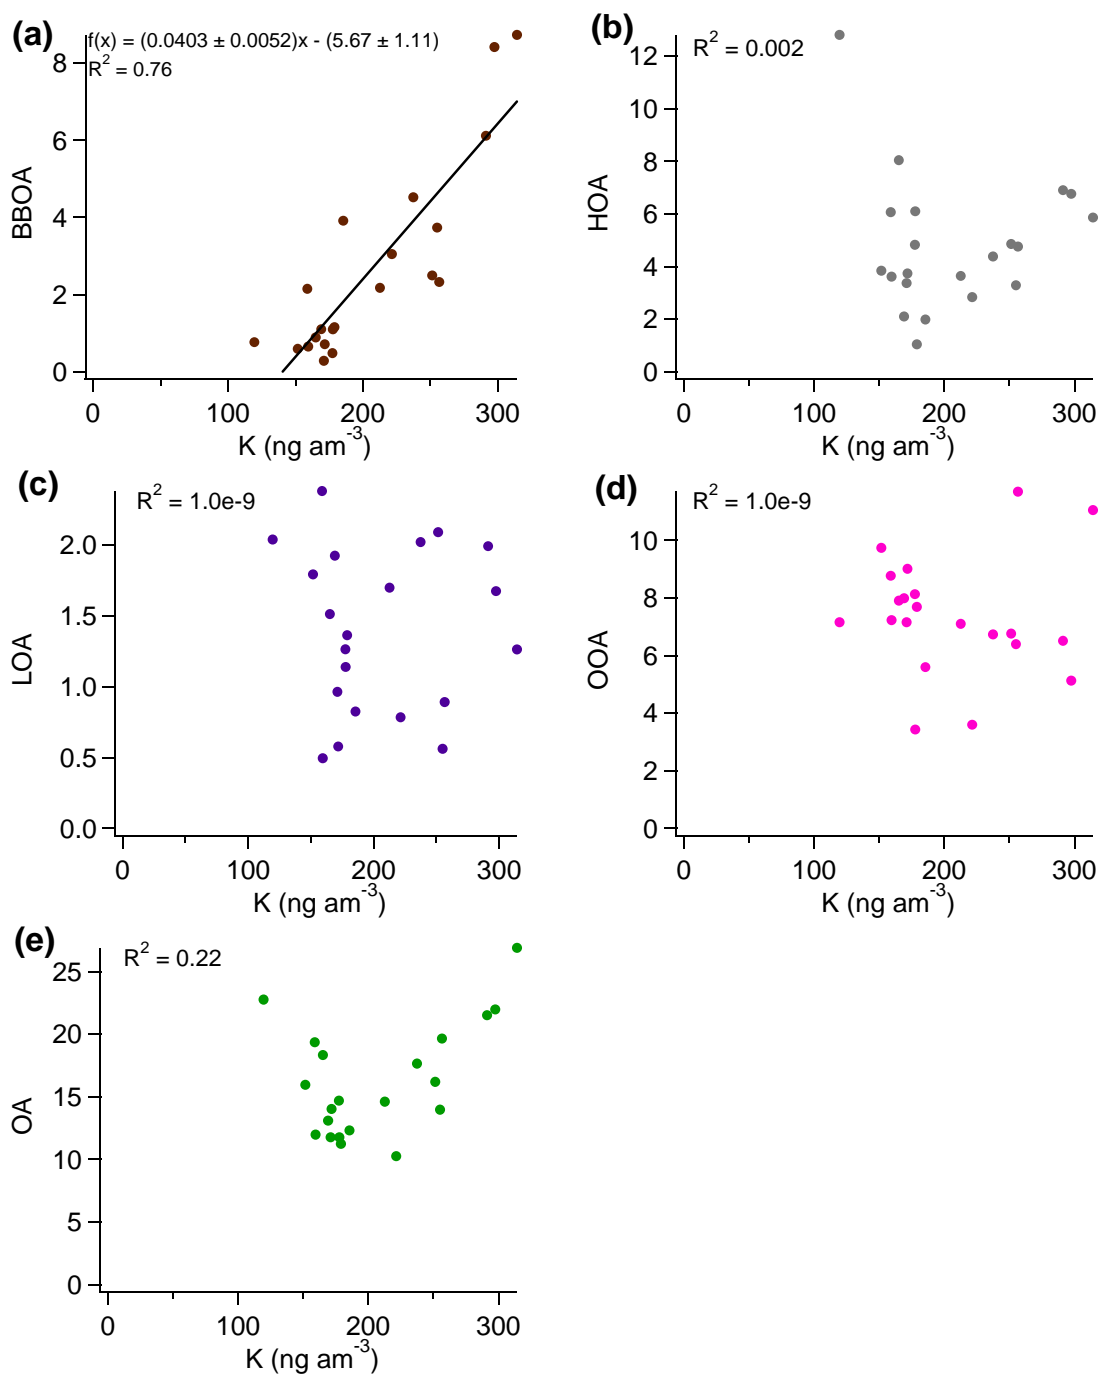 (a)
f(x) = (0.0403 ± 0.0052)x - (5.67 ± 1.11)
R² = 0.76
8
6
4
2
0
BBOA
0 100 200 300
K (ng am⁻³)
(b)
R² = 0.002
12
10
8
6
4
2
0
HOA
0 100 200 300
K (ng am⁻³)
(c)
R² = 1.0e-9
2.0
1.5
1.0
0.5
0.0
LOA
0 100 200 300
K (ng am⁻³)
(d)
R² = 1.0e-9
10
8
6
4
2
0
OOA
0 100 200 300
K (ng am⁻³)
(e)
R² = 0.22
25
20
15
10
5
0
OA
0 100 200 300
K (ng am⁻³)